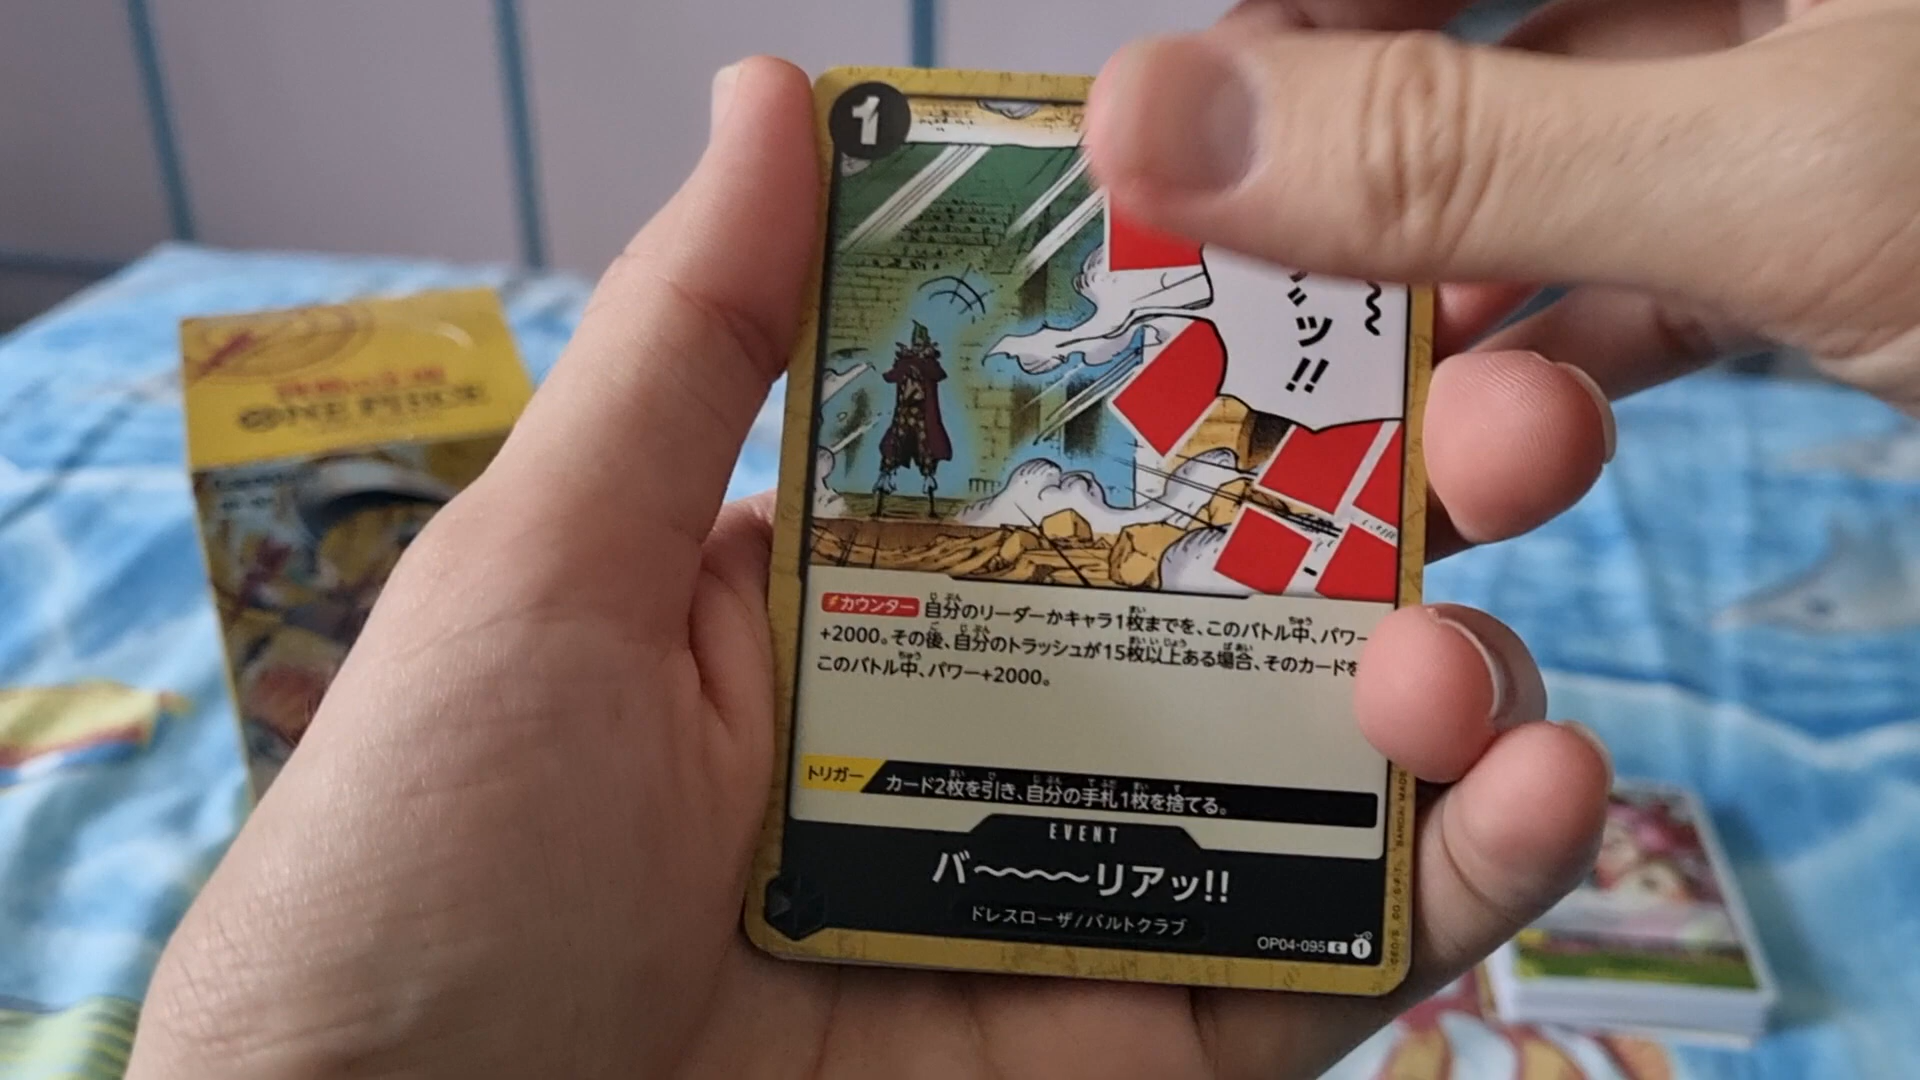 1
ッ!!
カウンター 自分のリーダーかキャラ1枚までを、このバトル中、パワー
+2000。その後、自分のトラッシュが15枚以上ある場合、そのカードを
このバトル中、パワー+2000。
トリガー カード2枚を引き、自分の手札1枚を捨てる。
EVENT
バ〜〜〜〜リアッ!!
ドレスローザ/バルトクラブ
OP04-095 C 1
ONE PIECE